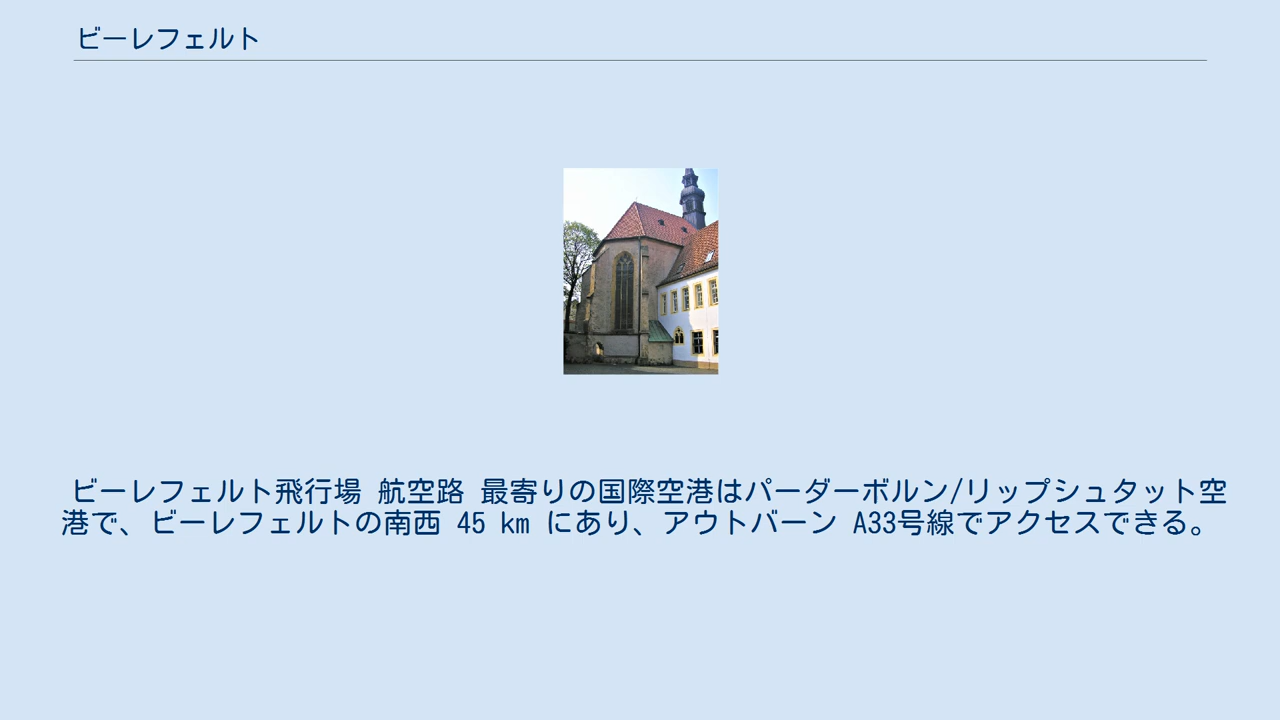 ビーレフェルト
ビーレフェルト飛行場 航空路 最寄りの国際空港はパーダーボルン/リップシュタット空
港で、ビーレフェルトの南西 45 km にあり、アウトバーン A33号線でアクセスできる。